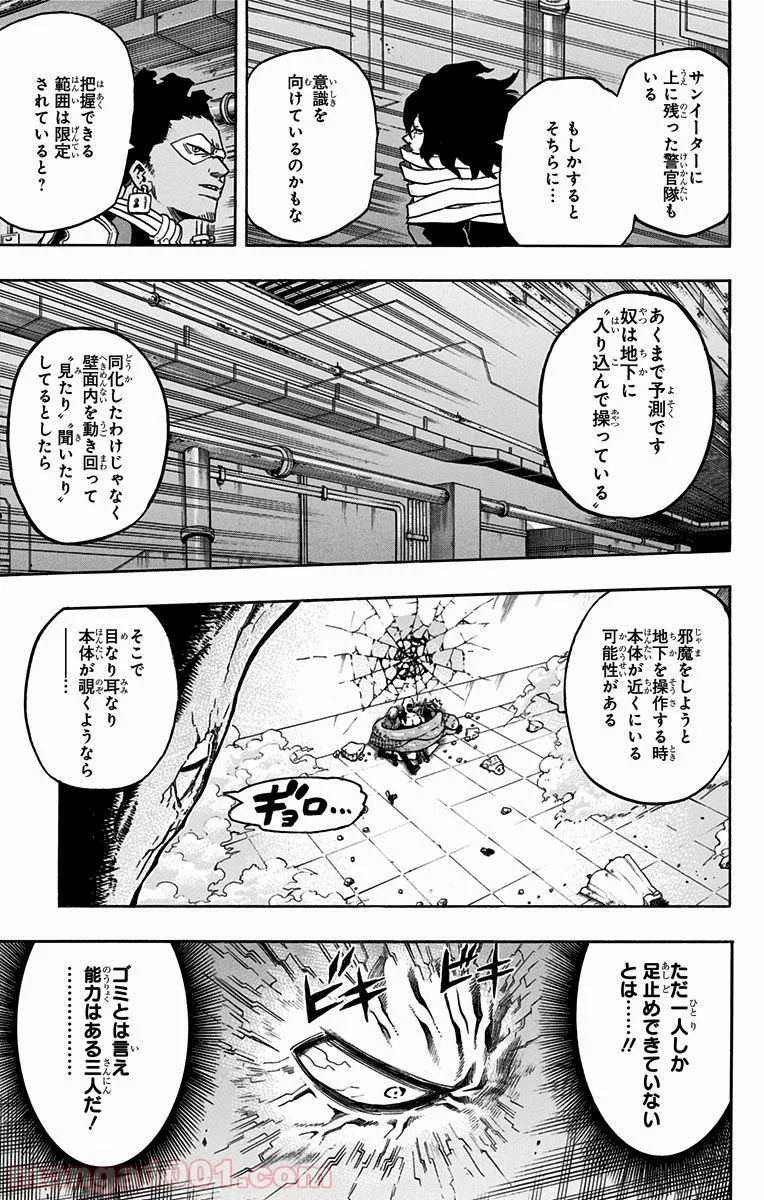 サンイーターに
上に残った警官隊も
いる
もしかすると
そちらに…
意識を
向けているのかもな
把握できる
範囲は限定
されていると?
あくまで予測です
奴は地下に
〝入り込んで操っている〟
同化したわけじゃなく
壁面内を動き回って
〝見たり〟〝聞いたり〟
してるとしたら
邪魔をしようと
地下を操作する時
本体が近くにいる
可能性がある
そこで
目なり耳なり
本体が覗くようなら
―――……
ギョロ…
ただ一人しか
足止めできていない
とは……!!
ビキ
ビキ
ゴミとは言え
能力はある三人だ!
………………
manga1001.com